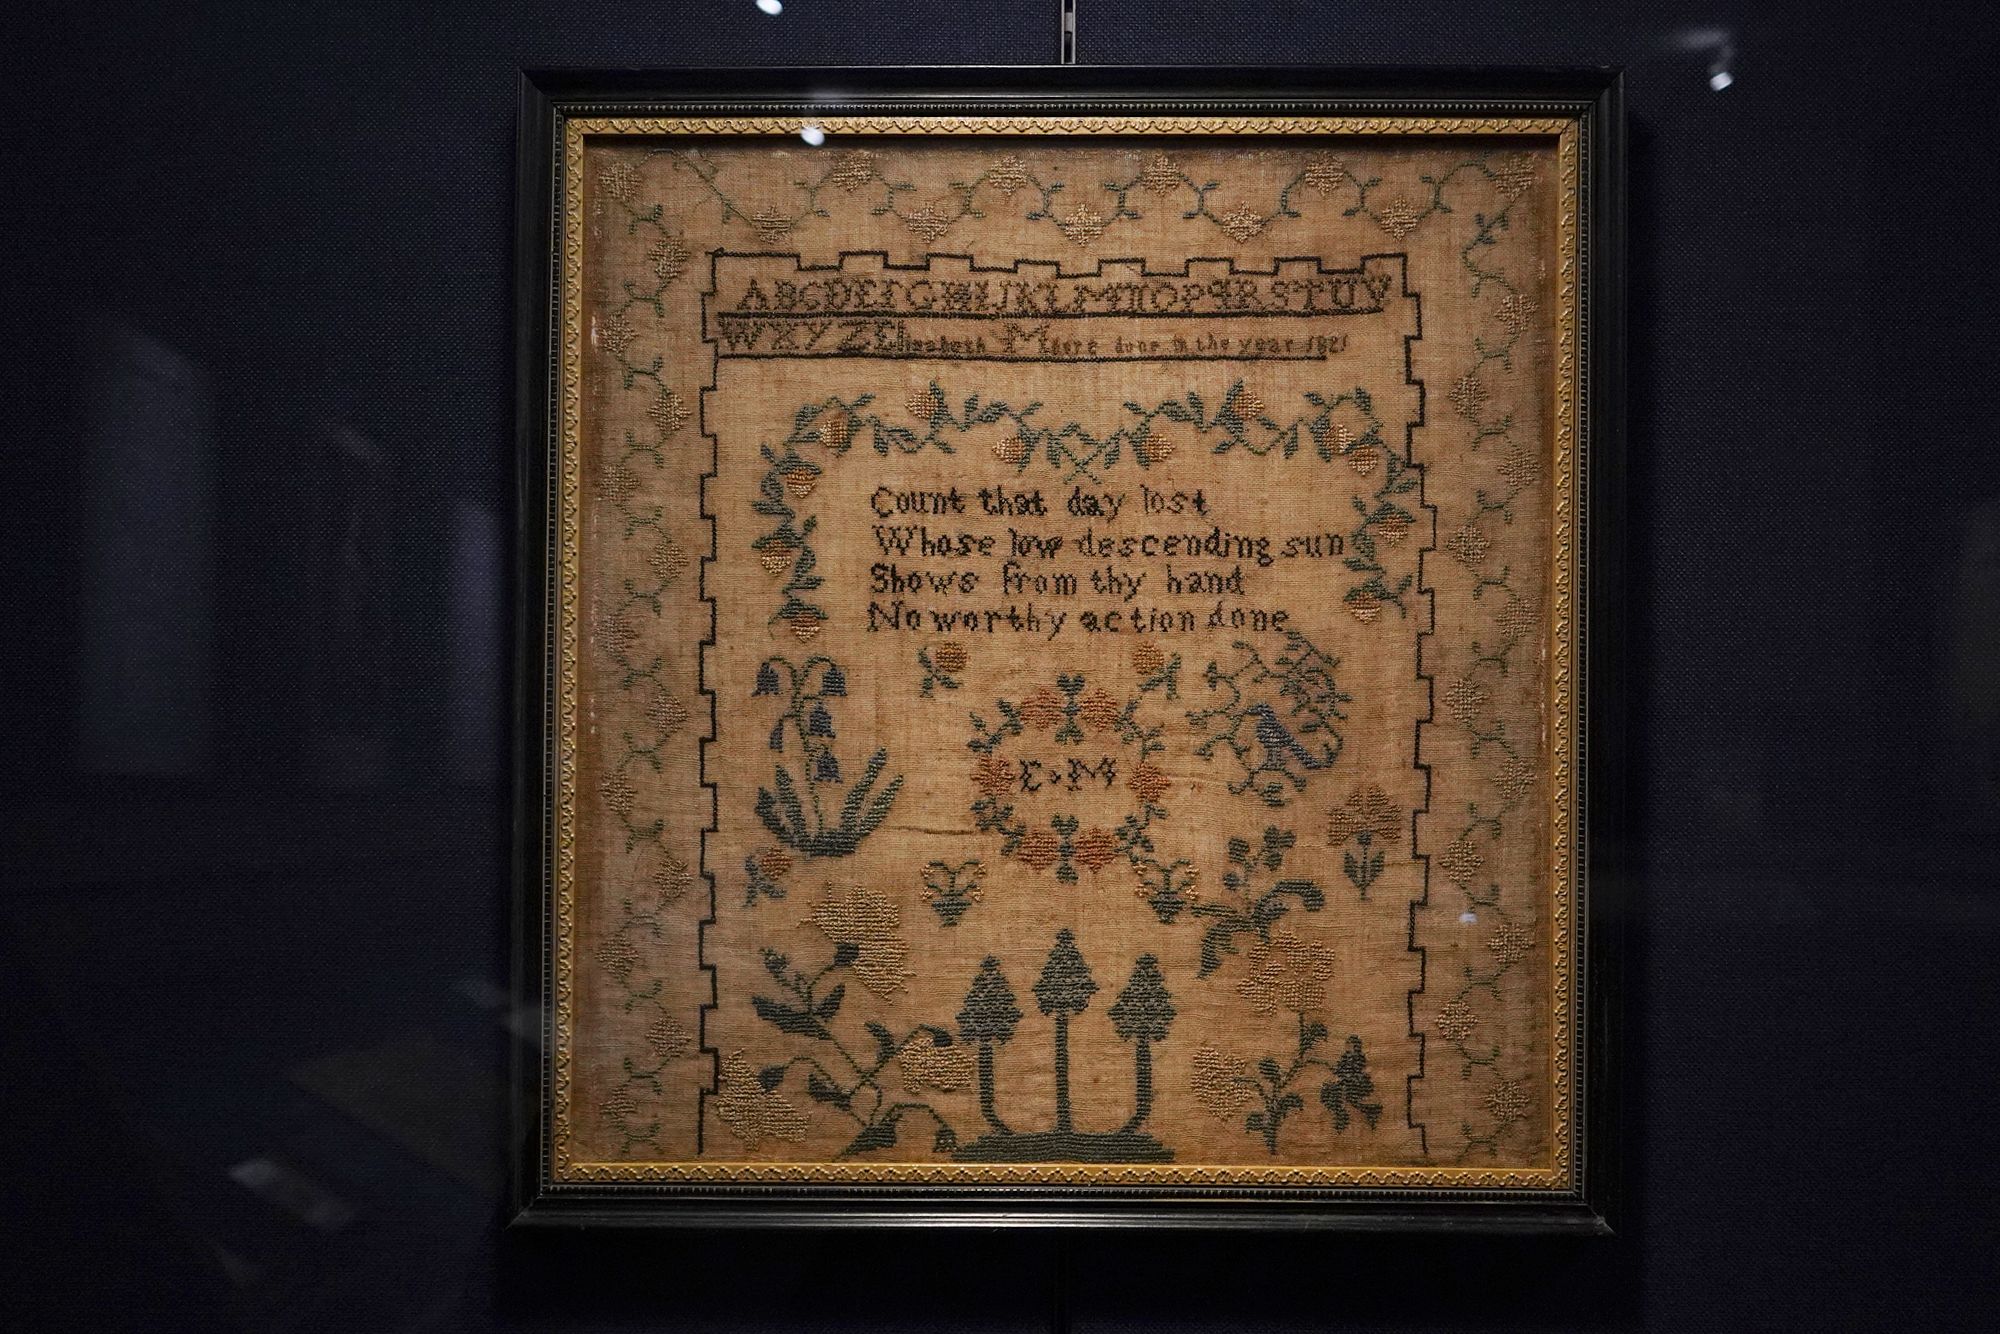 ABCDEFGHIJKLMNOPQRSTUV
WXYZ Elizabeth M done in the year 1821
Count that day lost
Whose low descending sun
Shows from thy hand
No worthy action done
E M